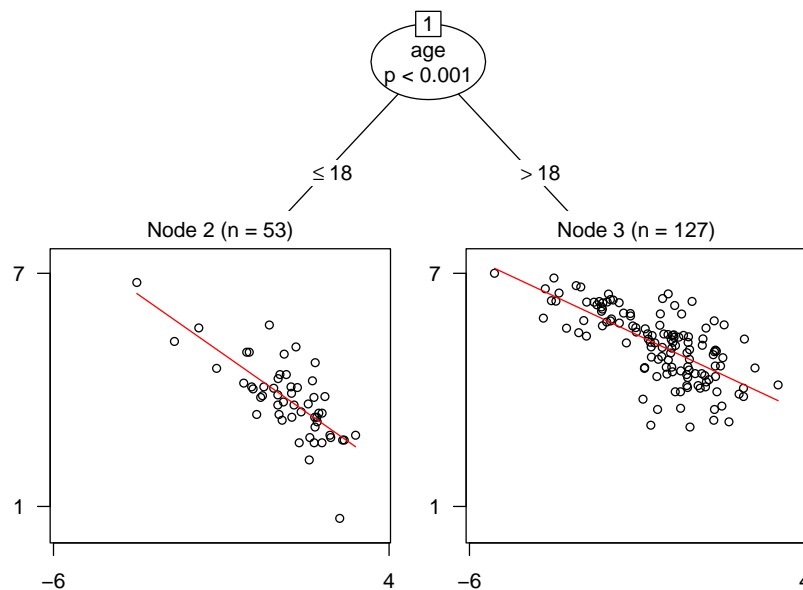 1
age
p < 0.001
≤ 18
> 18
Node 2 (n = 53)
Node 3 (n = 127)
7
1
−6
4
7
1
−6
4